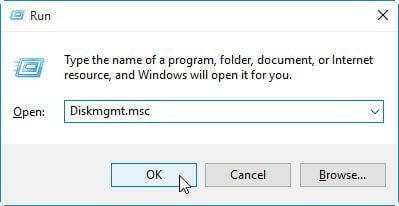 Run
Type the name of a program, folder, document, or Internet
resource, and Windows will open it for you.
Open: Diskmgmt.msc
OK Cancel Browse...